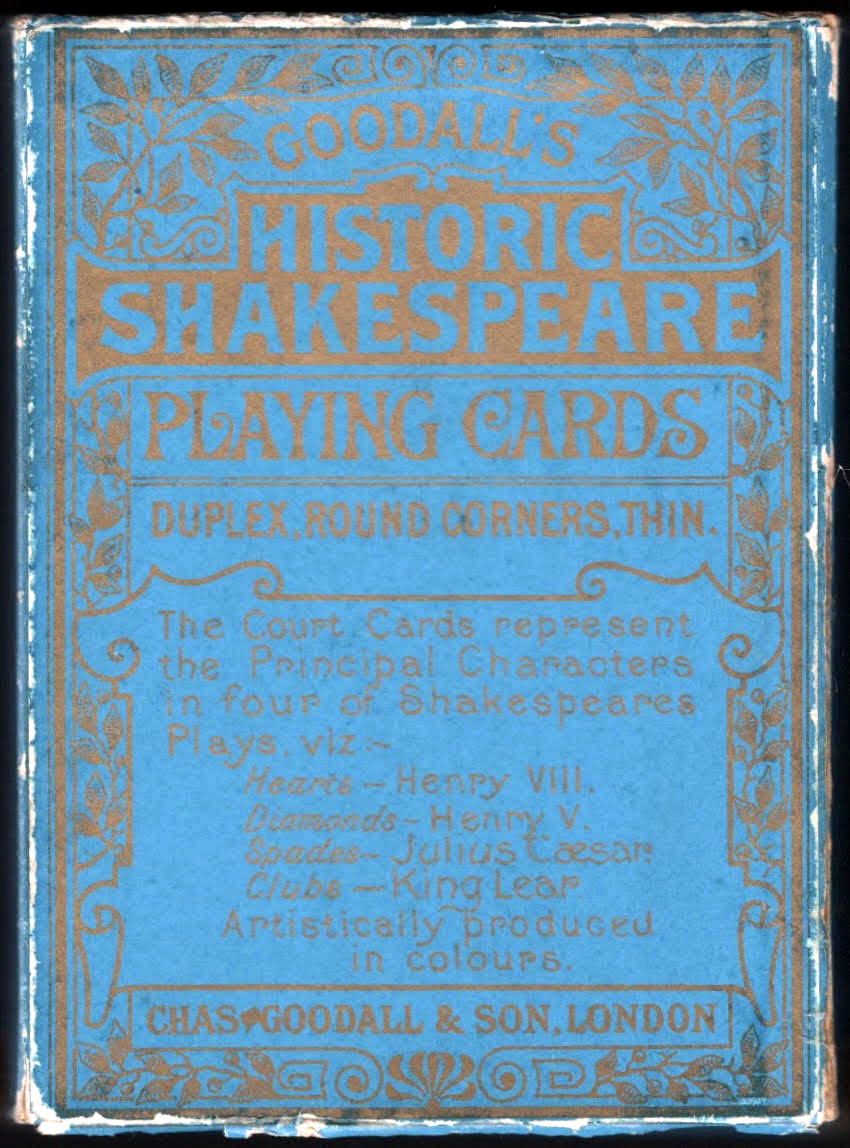 GOODALL'S
HISTORIC
SHAKESPEARE
PLAYING CARDS
DUPLEX, ROUND CORNERS, THIN.
The Court Cards represent
the Principal Characters
in four of Shakespeares
Plays, viz:~
Hearts – Henry VIII.
Diamonds – Henry V.
Spades – Julius Cæsar
Clubs – King Lear
Artistically produced
in colours.
CHAS GOODALL & SON, LONDON